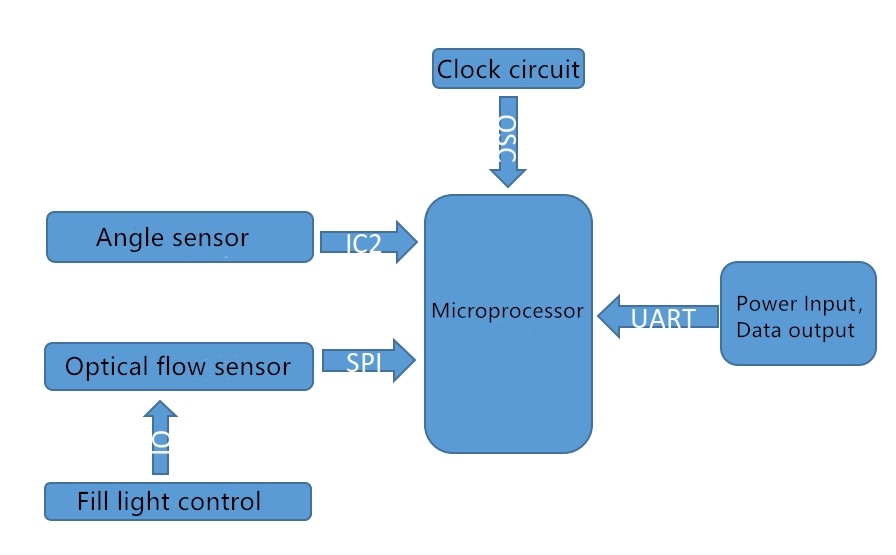 Clock circuit
OSC
Angle sensor
IC2
Microprocessor
UART
Power Input,
Data output
Optical flow sensor
SPI
IO
Fill light control